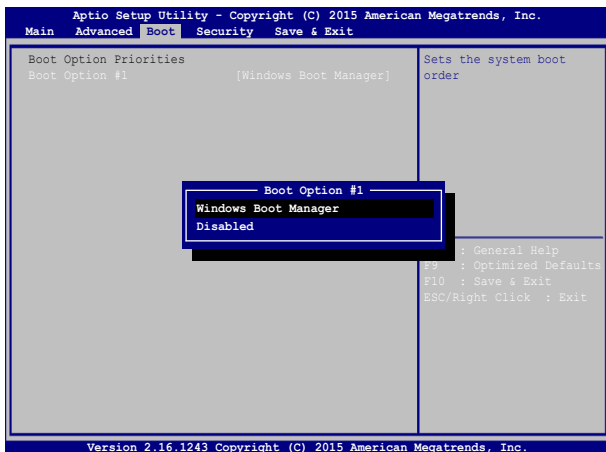 Aptio Setup Utility - Copyright (C) 2015 American Megatrends, Inc.
Main Advanced Boot Security Save & Exit
Boot Option Priorities
Boot Option #1 [Windows Boot Manager]
Sets the system boot
order
Boot Option #1
Windows Boot Manager
Disabled
: General Help
F9 : Optimized Defaults
F10 : Save & Exit
ESC/Right Click : Exit
Version 2.16.1243 Copyright (C) 2015 American Megatrends, Inc.